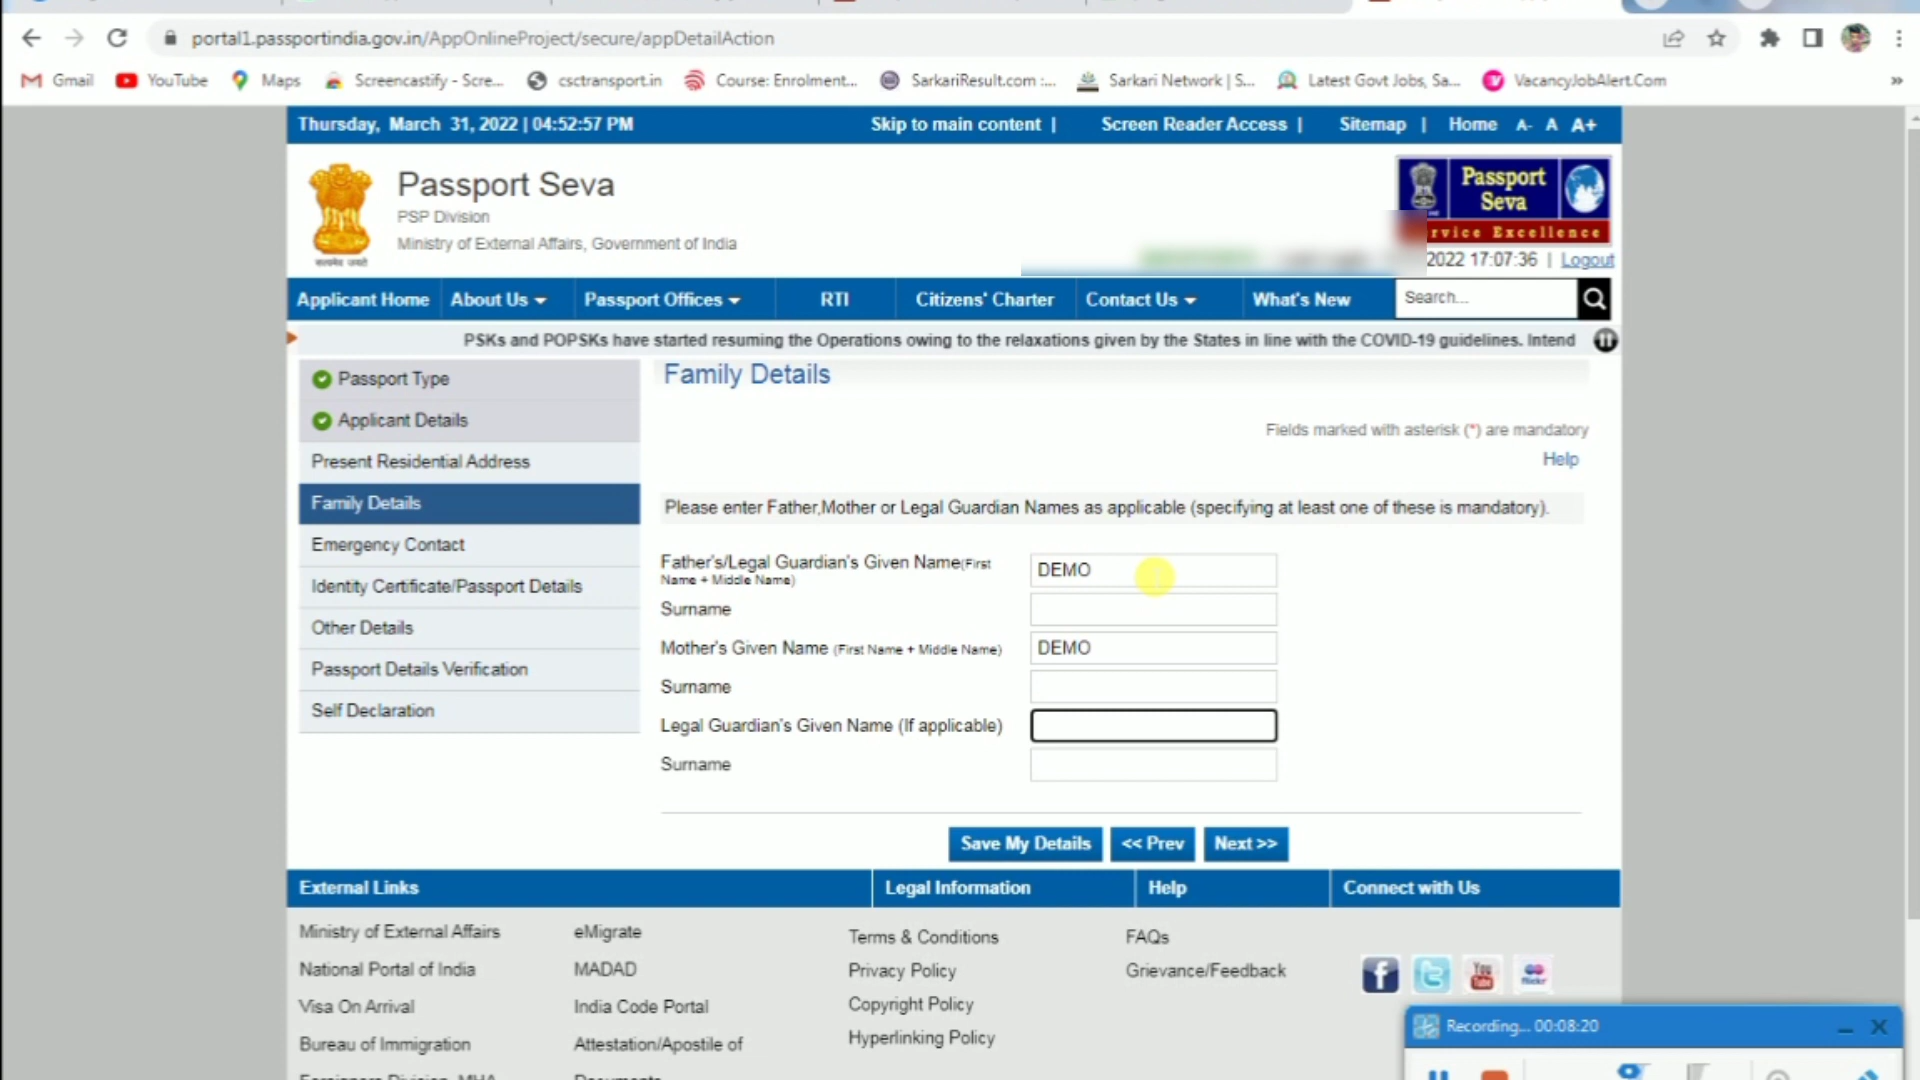 portal1.passportindia.gov.in/AppOnlineProject/secure/appDetailAction
Gmail YouTube Maps Screencastify - Scre... csctransport.in Course: Enrolment... SarkariResult.com :... Sarkari Network | S... Latest Govt Jobs, Sa... VacancyJobAlert.Com »
Thursday, March 31, 2022 | 04:52:57 PM Skip to main content | Screen Reader Access | Sitemap | Home A- A A+
Passport Seva
PSP Division
Ministry of External Affairs, Government of India
सत्यमेव जयते
Passport
Seva
rvice Excellence
2022 17:07:36 | Logout
Applicant Home About Us Passport Offices RTI Citizens' Charter Contact Us What's New Search...
PSKs and POPSKs have started resuming the Operations owing to the relaxations given by the States in line with the COVID-19 guidelines. Intend
Passport Type
Applicant Details
Present Residential Address
Family Details
Emergency Contact
Identity Certificate/Passport Details
Other Details
Passport Details Verification
Self Declaration
Family Details
Fields marked with asterisk (*) are mandatory
Help
Please enter Father,Mother or Legal Guardian Names as applicable (specifying at least one of these is mandatory).
Father's/Legal Guardian's Given Name(First
Name + Middle Name) DEMO
Surname
Mother's Given Name (First Name + Middle Name) DEMO
Surname
Legal Guardian's Given Name (If applicable)
Surname
Save My Details << Prev Next >>
External Links Legal Information Help Connect with Us
Ministry of External Affairs eMigrate Terms & Conditions FAQs
National Portal of India MADAD Privacy Policy Grievance/Feedback
Visa On Arrival India Code Portal Copyright Policy
Bureau of Immigration Attestation/Apostile of Hyperlinking Policy
You
Tube
flickr
Recording... 00:08:20